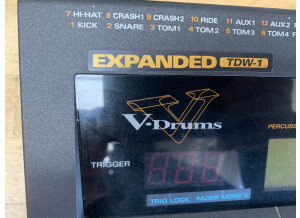 7 HI-HAT 8 CRASH1 9 CRASH2 10 RIDE 11 AUX1 12 AUX2
1 KICK 2 SNARE 3 TOM1 4 TOM2 5 TOM3 6 TOM4
EXPANDED TDW-1
V-Drums
PERCUSS
TRIGGER
TRIG LOCK FADER MODE